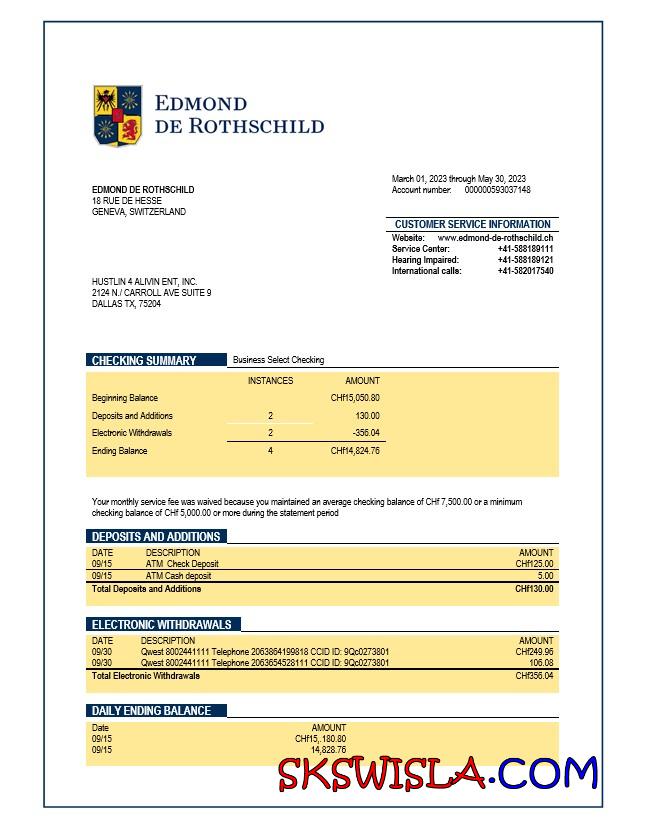 EDMOND
DE ROTHSCHILD
March 01, 2023 through May 30, 2023
Account number: 000000593037148
EDMOND DE ROTHSCHILD
18 RUE DE HESSE
GENEVA, SWITZERLAND
CUSTOMER SERVICE INFORMATION
Website: www.edmond-de-rothschild.ch
Service Center: +41-588189111
Hearing Impaired: +41-588189121
International calls: +41-582017540
HUSTLIN 4 ALIVIN ENT, INC.
2124 N./ CARROLL AVE SUITE 9
DALLAS TX, 75204
CHECKING SUMMARY Business Select Checking
INSTANCES AMOUNT
Beginning Balance CHf15,050.80
Deposits and Additions 2 130.00
Electronic Withdrawals 2 -356.04
Ending Balance 4 CHf14,824.76
Your monthly service fee was waived because you maintained an average checking balance of CHf 7,500.00 or a minimum
checking balance of CHf 5,000.00 or more during the statement period
DEPOSITS AND ADDITIONS
DATE DESCRIPTION AMOUNT
09/15 ATM Check Deposit CHf125.00
09/15 ATM Cash deposit 5.00
Total Deposits and Additions CHf130.00
ELECTRONIC WITHDRAWALS
DATE DESCRIPTION AMOUNT
09/30 Qwest 8002441111 Telephone 2063864199818 CCID ID: 9Qc0273801 CHf249.96
09/30 Qwest 8002441111 Telephone 2063654528111 CCID ID: 9Qc0273801 106.08
Total Electronic Withdrawals CHf356.04
DAILY ENDING BALANCE
Date AMOUNT
09/15 CHf15,.180.80
09/15 14,828.76
SKSWISLA.COM